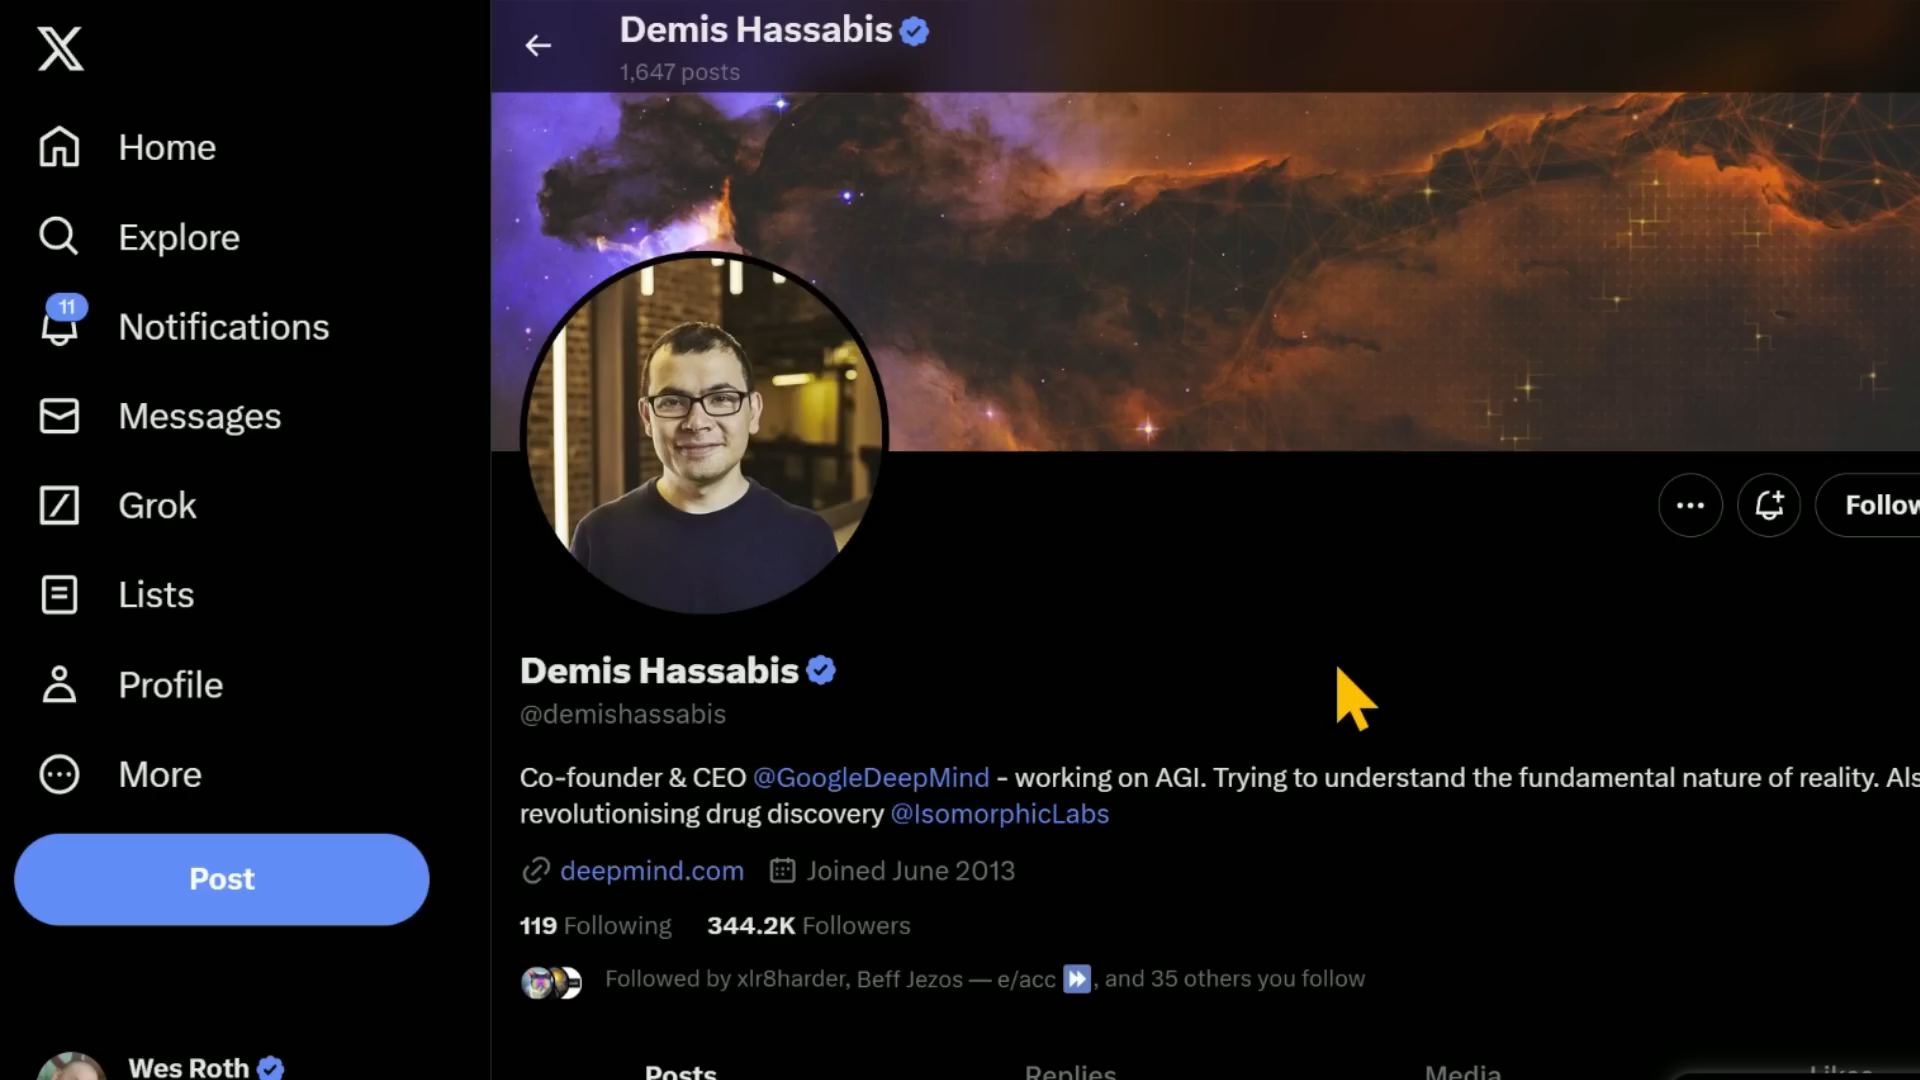 Demis Hassabis
1,647 posts
Home
Explore
11
Notifications
Messages
Grok
Lists
Profile
More
Post
Wes Roth
Follow
Demis Hassabis
@demishassabis
Co-founder & CEO @GoogleDeepMind - working on AGI. Trying to understand the fundamental nature of reality. Als
revolutionising drug discovery @IsomorphicLabs
deepmind.com Joined June 2013
119 Following 344.2K Followers
Followed by xlr8harder, Beff Jezos — e/acc ⏩, and 35 others you follow
Posts Replies Media Likes